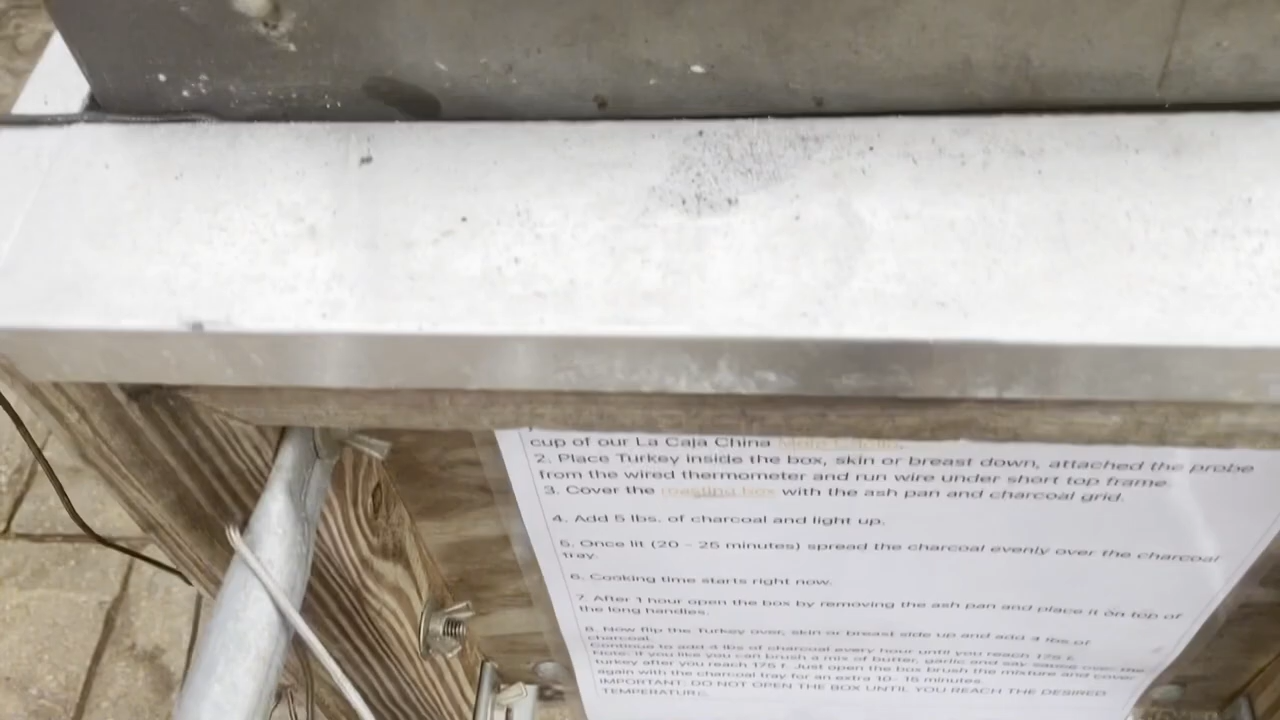 cup of our La Caja China
2. Place Turkey inside the box, skin or breast down, attached the probe
from the wired thermometer and run wire under short top frame.
3. Cover the roasting box with the ash pan and charcoal grid.
4. Add 5 lbs. of charcoal and light up.
5. Once lit (20 - 25 minutes) spread the charcoal evenly over the charcoal
tray.
6. Cooking time starts right now.
7. After 1 hour open the box by removing the ash pan and place it on top of
the long handles.
8. Now flip the Turkey over, skin or breast side up and add 4 lbs of
charcoal.
Continue to add 4 lbs of charcoal every hour until you reach 175 f.
Note: if you like you can brush a mix of butter, garlic and soy sauce over the
turkey after you reach 175 f. Just open the box brush the mixture and cover
again with the charcoal tray for an extra 10- 15 minutes.
IMPORTANT: DO NOT OPEN THE BOX UNTIL YOU REACH THE DESIRED
TEMPERATURE.